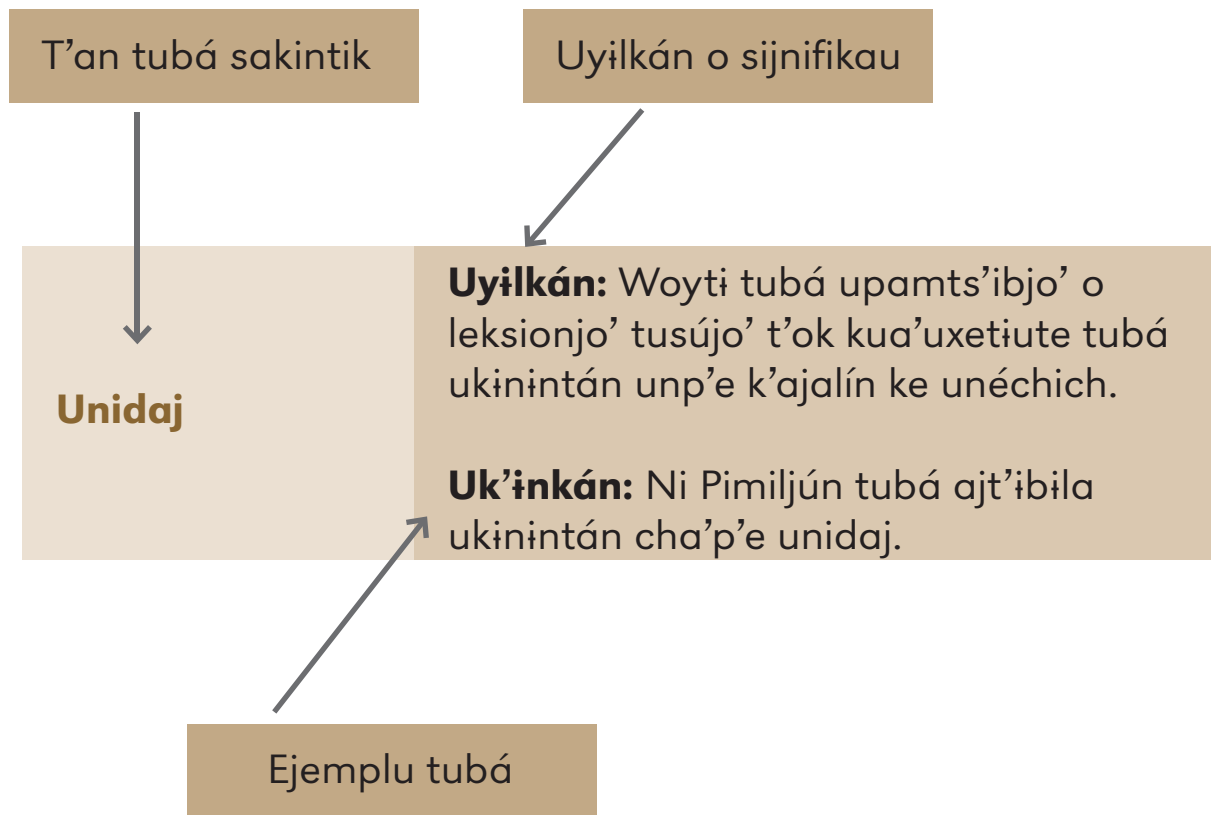 T’an tubá sakintik
Uyɨlkán o sijnifikau
Unidaj
Uyɨlkán: Woytɨ tubá upamts’ibjo’ o
leksionjo’ tusújo’ t’ok kua’uxetɨute tubá
ukɨnɨntán unp’e k’ajalín ke unéchich.
Uk’ɨnkán: Ni Pimiljún tubá ajt’ɨbɨla
ukɨnɨntán cha’p’e unidaj.
Ejemplu tubá